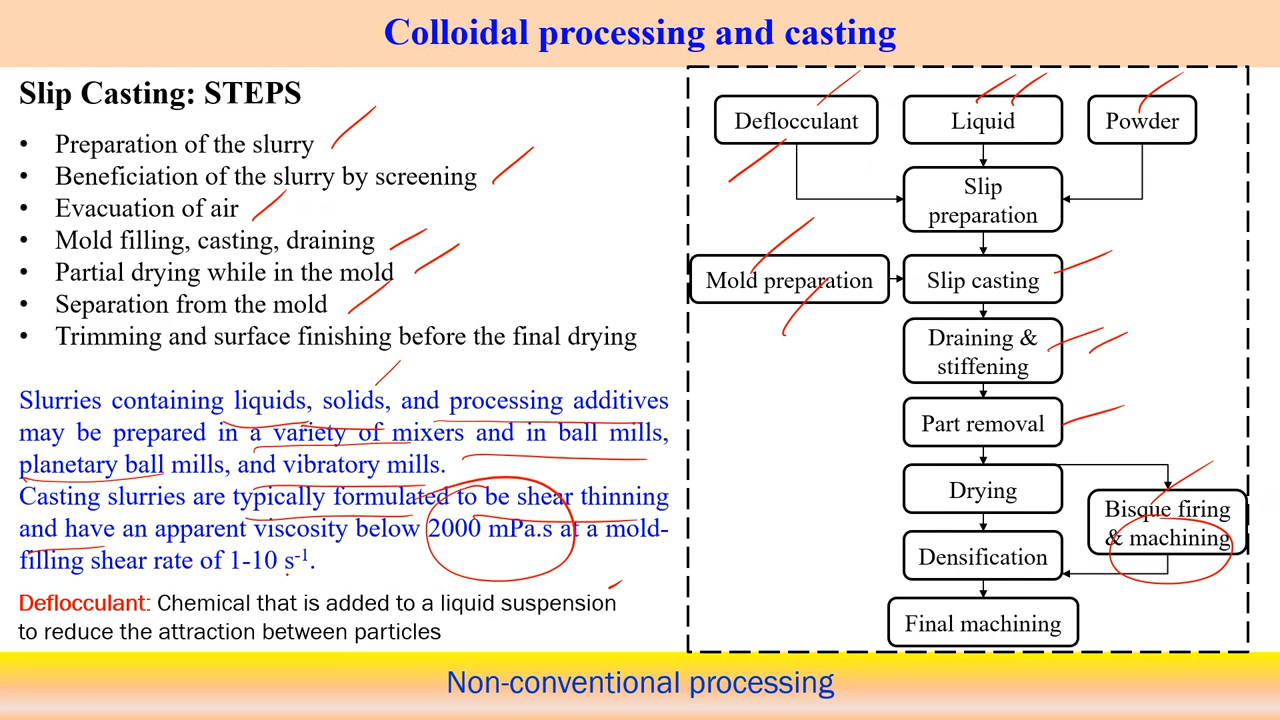 Colloidal processing and casting
Slip Casting: STEPS
• Preparation of the slurry
• Beneficiation of the slurry by screening
• Evacuation of air
• Mold filling, casting, draining
• Partial drying while in the mold
• Separation from the mold
• Trimming and surface finishing before the final drying
Slurries containing liquids, solids, and processing additives
may be prepared in a variety of mixers and in ball mills,
planetary ball mills, and vibratory mills.
Casting slurries are typically formulated to be shear thinning
and have an apparent viscosity below 2000 mPa.s at a mold-
filling shear rate of 1-10 s⁻¹.
Deflocculant: Chemical that is added to a liquid suspension
to reduce the attraction between particles
Deflocculant
Liquid
Powder
Slip
preparation
Mold preparation
Slip casting
Draining &
stiffening
Part removal
Drying
Bisque firing
& machining
Densification
Final machining
Non-conventional processing